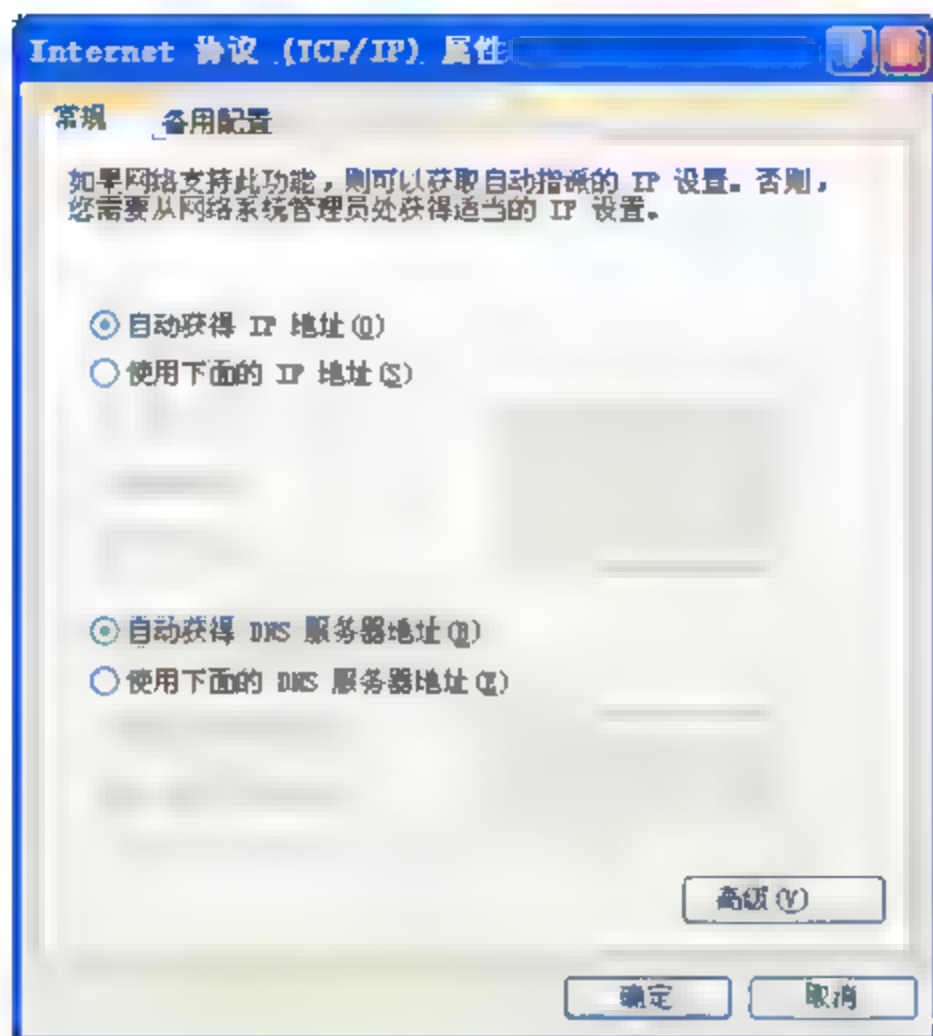 Internet 协议 (TCP/IP) 属性
常规
备用配置
如果网络支持此功能，则可以获取自动指派的 IP 设置。否则，
您需要从网络系统管理员处获得适当的 IP 设置。
自动获得 IP 地址(O)
使用下面的 IP 地址(S)
自动获得 DNS 服务器地址(B)
使用下面的 DNS 服务器地址(E)
高级(V)
确定
取消